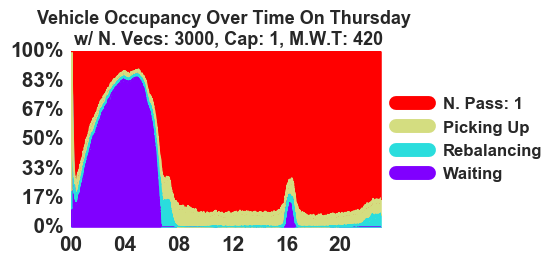 Vehicle Occupancy Over Time On Thursday
w/ N. Vecs: 3000, Cap: 1, M.W.T: 420
100%
83%
67%
50%
33%
17%
0%
00 04 08 12 16 20
N. Pass: 1
Picking Up
Rebalancing
Waiting